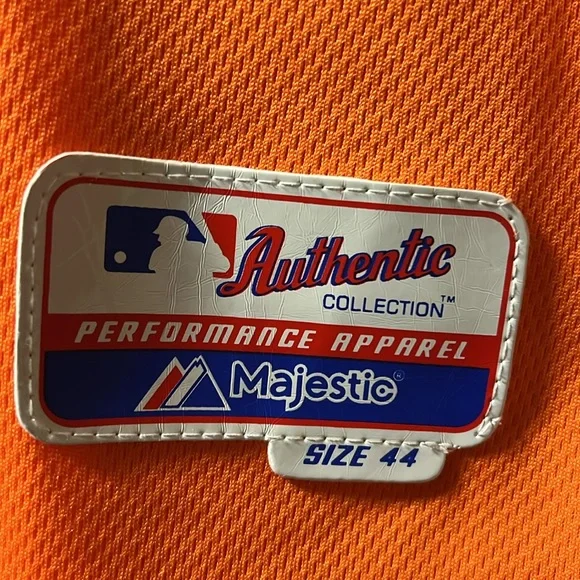 Authentic
COLLECTION™
PERFORMANCE APPAREL
Majestic®
SIZE 44